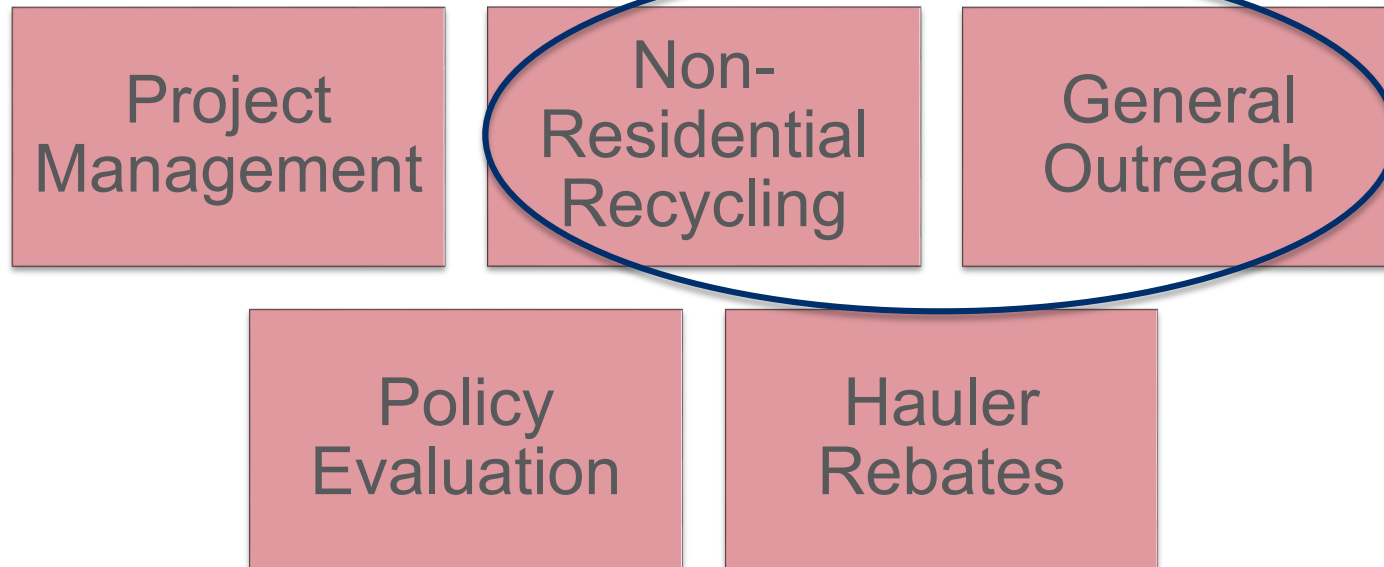 Project
Management
Non-
Residential
Recycling
General
Outreach
Policy
Evaluation
Hauler
Rebates